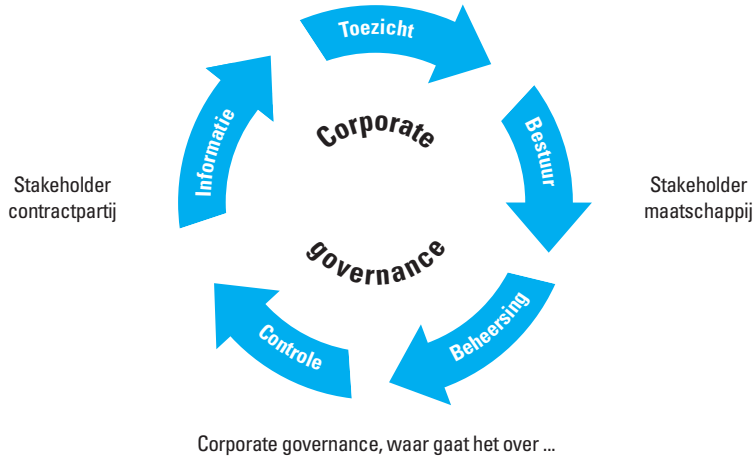 Toezicht
Bestuur
Beheersing
Controle
Informatie
Corporate
governance
Stakeholder
contractpartij
Stakeholder
maatschappij
Corporate governance, waar gaat het over ...